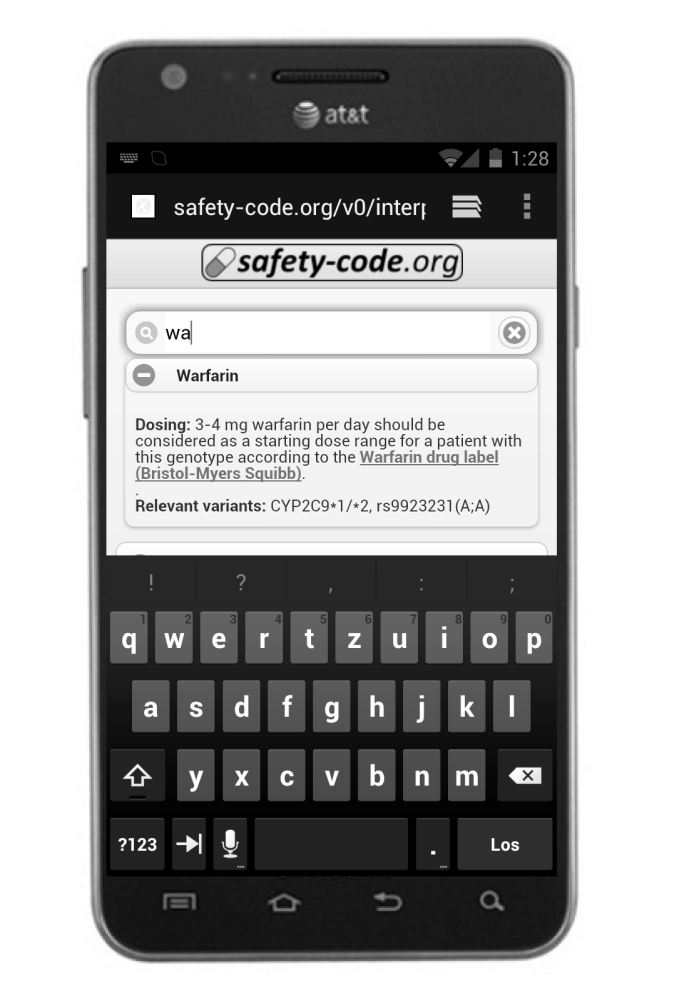 at&t
1:28
safety-code.org/v0/interp
safety-code.org
wa
Warfarin
Dosing: 3-4 mg warfarin per day should be
considered as a starting dose range for a patient with
this genotype according to the Warfarin drug label
(Bristol-Myers Squibb).
.
Relevant variants: CYP2C9*1/*2, rs9923231(A;A)
! ? , : ;
1 2 3 4 5 6 7 8 9 0
q w e r t z u i o p
a s d f g h j k l
y x c v b n m
?123 ... . ... Los